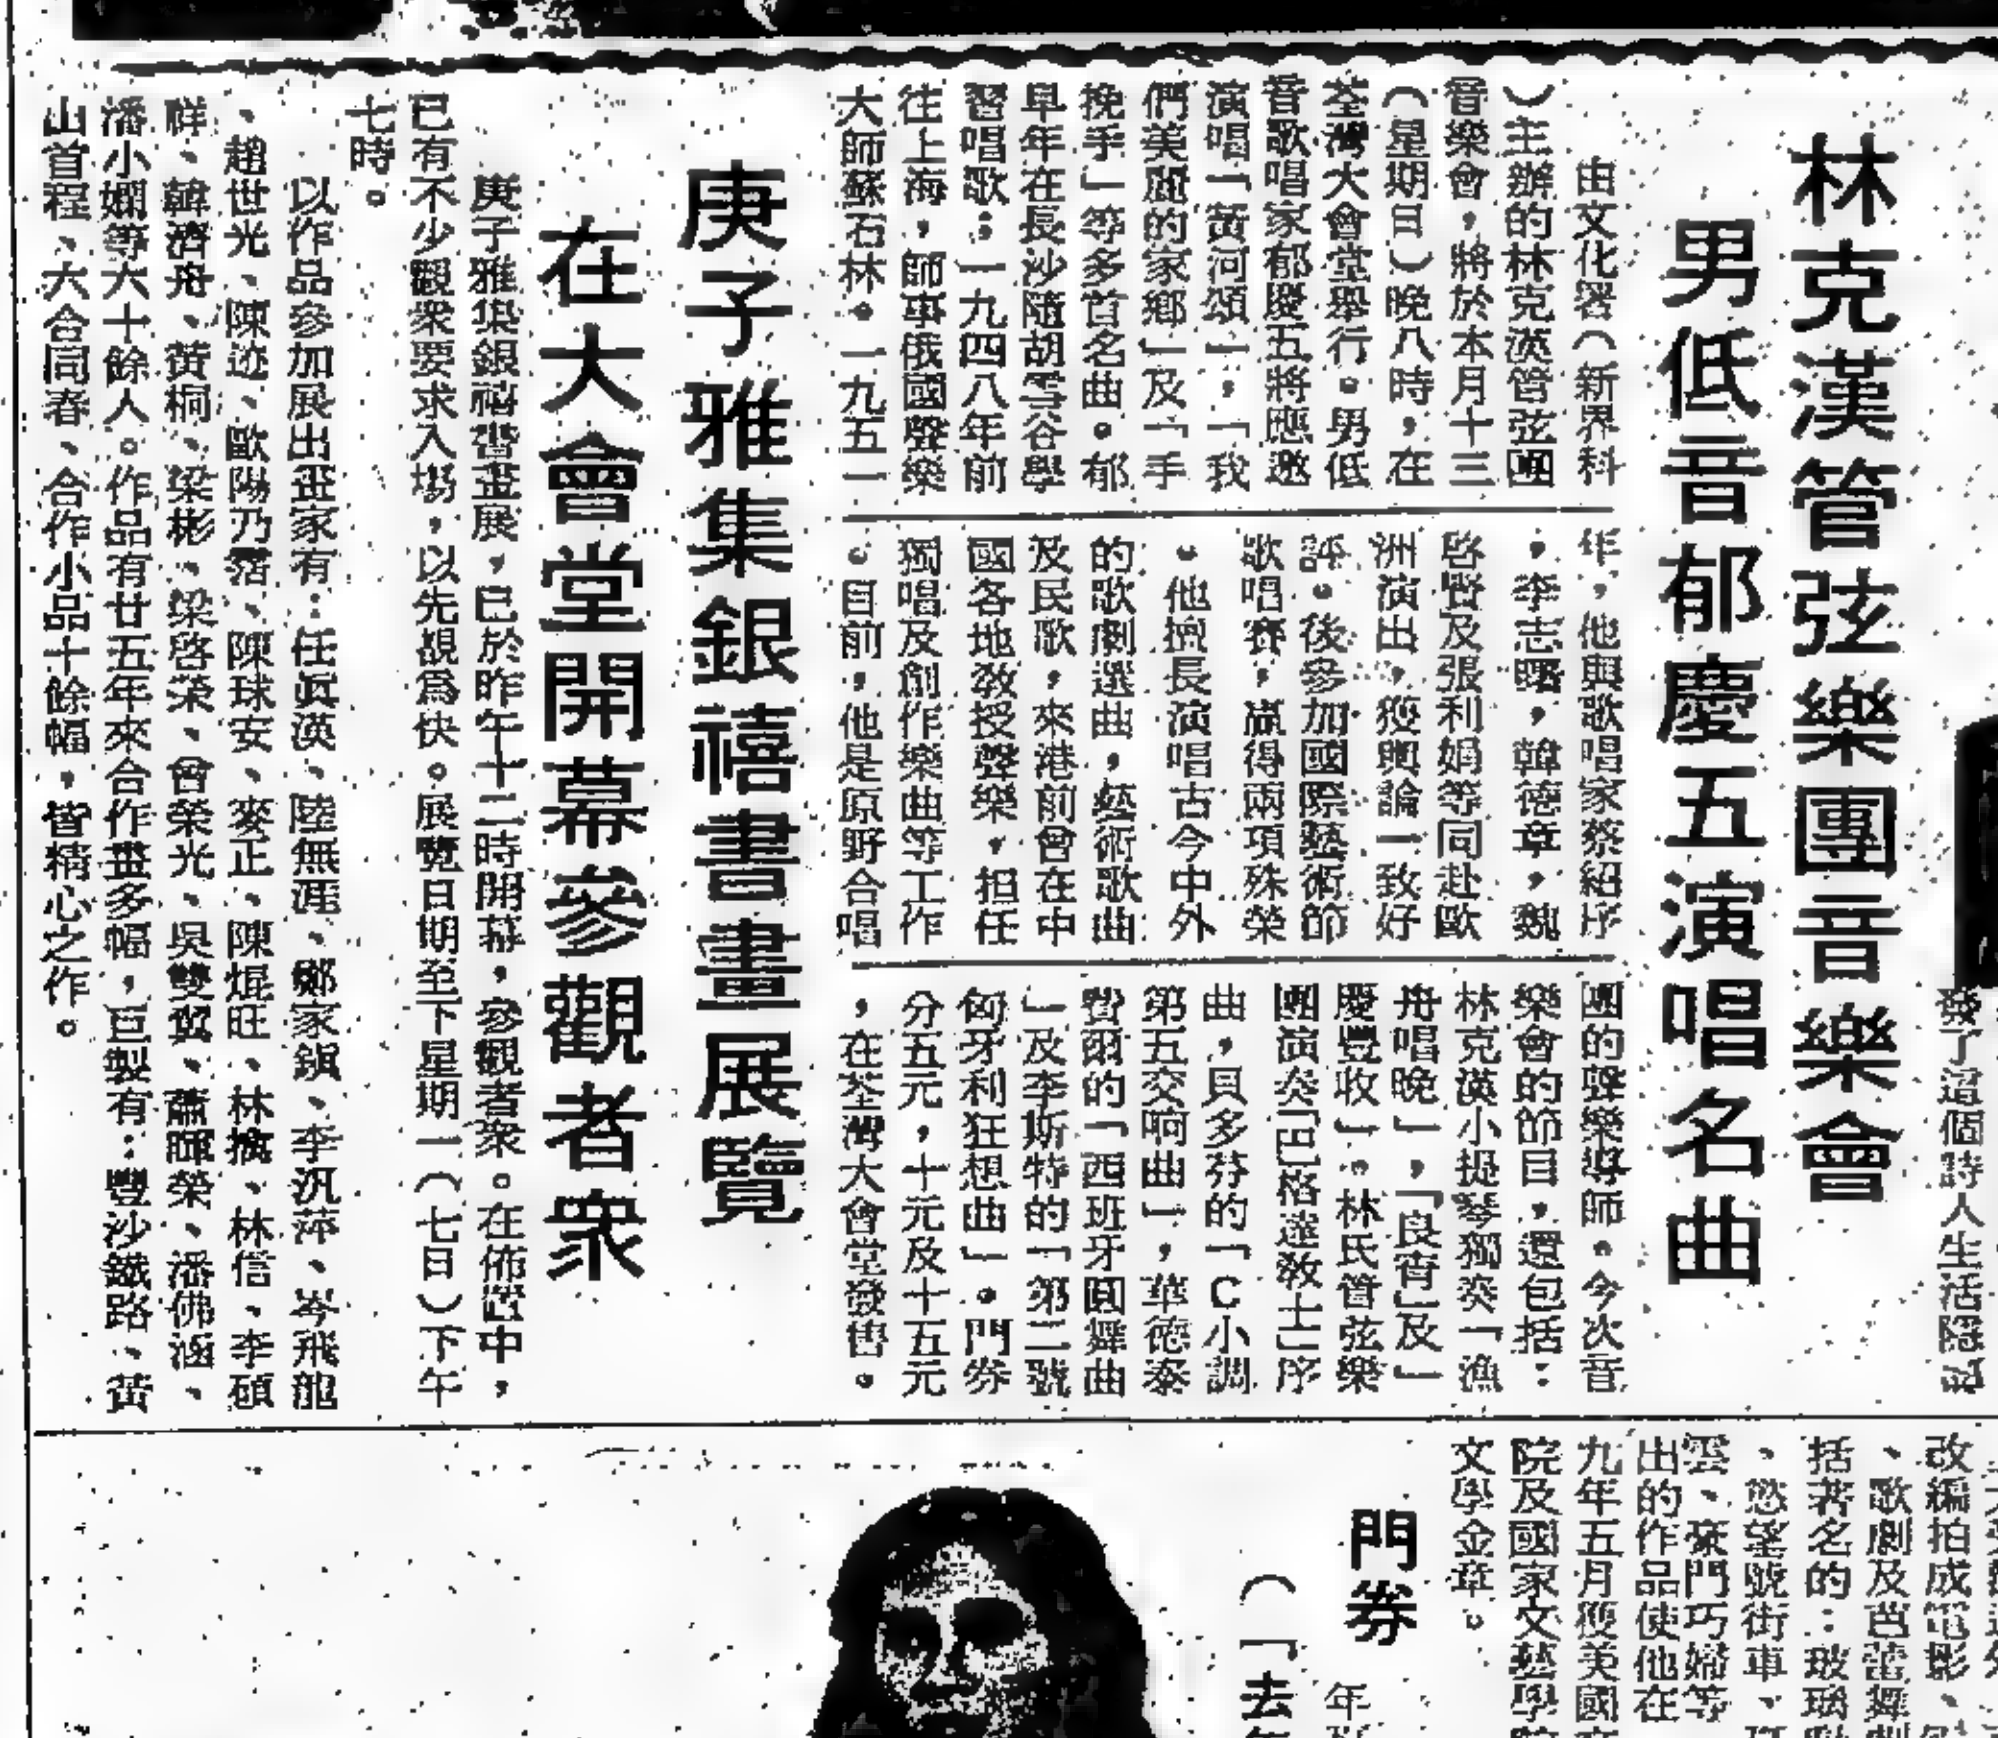 林克漢管弦樂團音樂會
男低音郁慶五演唱名曲
由文化署(新界科
)主辦的林克漢管弦團
音樂會,將於本月十三
(星期日)晚八時,在
荃灣大會堂舉行。男低
音歌唱家郁慶五將應邀
演唱「黃河頌」,「我
們美麗的家鄉」及「手
挽手」等多首名曲。郁
早年在長沙隨胡雪谷學
習唱歌;一九四八年前
往上海,師事俄國聲樂
大師蘇石林。一九五一
年,他與歌唱家蔡紹序
,李志曙,韓德章,魏
啓賢及張利娟等同赴歐
洲演出,獲輿論一致好
評。後參加國際藝術節
歌唱賽,贏得兩項殊榮
。他擅長演唱古今中外
的歌劇選曲,藝術歌曲
及民歌,來港前曾在中
國各地敎授聲樂,担任
獨唱及創作樂曲等工作
。目前,他是原野合唱
團的聲樂導師。今次音
樂會的節目,還包括:
林克漢小提琴獨奏「漁
舟唱晚」,「良宵」及「
慶豐收」。林氏管弦樂
團演奏「巴格達敎士」序
曲,貝多芬的「C小調
第五交响曲」,華德泰
費爾的「西班牙圓舞曲
」及李斯特的「第二號
匈牙利狂想曲」。門券
分五元,十元及十五元
,在荃灣大會堂發售。
庚子雅集銀禧書畫展覽
在大會堂開幕參觀者衆
庚子雅集銀禧書畫展,已於昨午十二時開幕,參觀者衆。在佈置中,
已有不少觀衆要求入場,以先覩爲快。展覽日期至下星期一(七日)下午
七時。
以作品參加展出畫家有:任眞漢、陸無涯、鄭家鎮、李汎萍、岑飛龍
、趙世光、陳迹、歐陽乃霑、陳球安、麥正、陳焜旺、林擒、林信、李碩
祥、韓濟舟、黃桐、梁彬、梁啓榮、曾榮光、吳雙翼、蕭暉榮、潘佛涵、
潘小嫻等六十餘人。作品有廿五年來合作畫多幅,巨製有:豐沙鐵路、黃
山首程、大合同春、合作小品十餘幅,皆精心之作。
發了這個詩人生活隱
改編拍成電影、
、歌劇及芭蕾舞劇
括著名的:玻璃
、慾望號街車、
雲、豪門巧婦等
出的作品使他在
九年五月獲美國
院及國家文藝學院
文學金章。
門券
年
(「去年